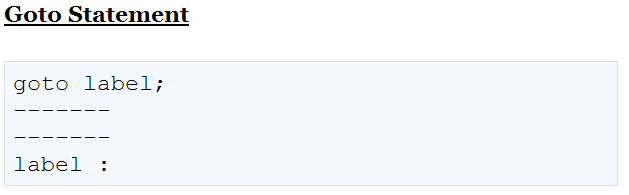 Goto Statement
goto label;
-------
-------
label :